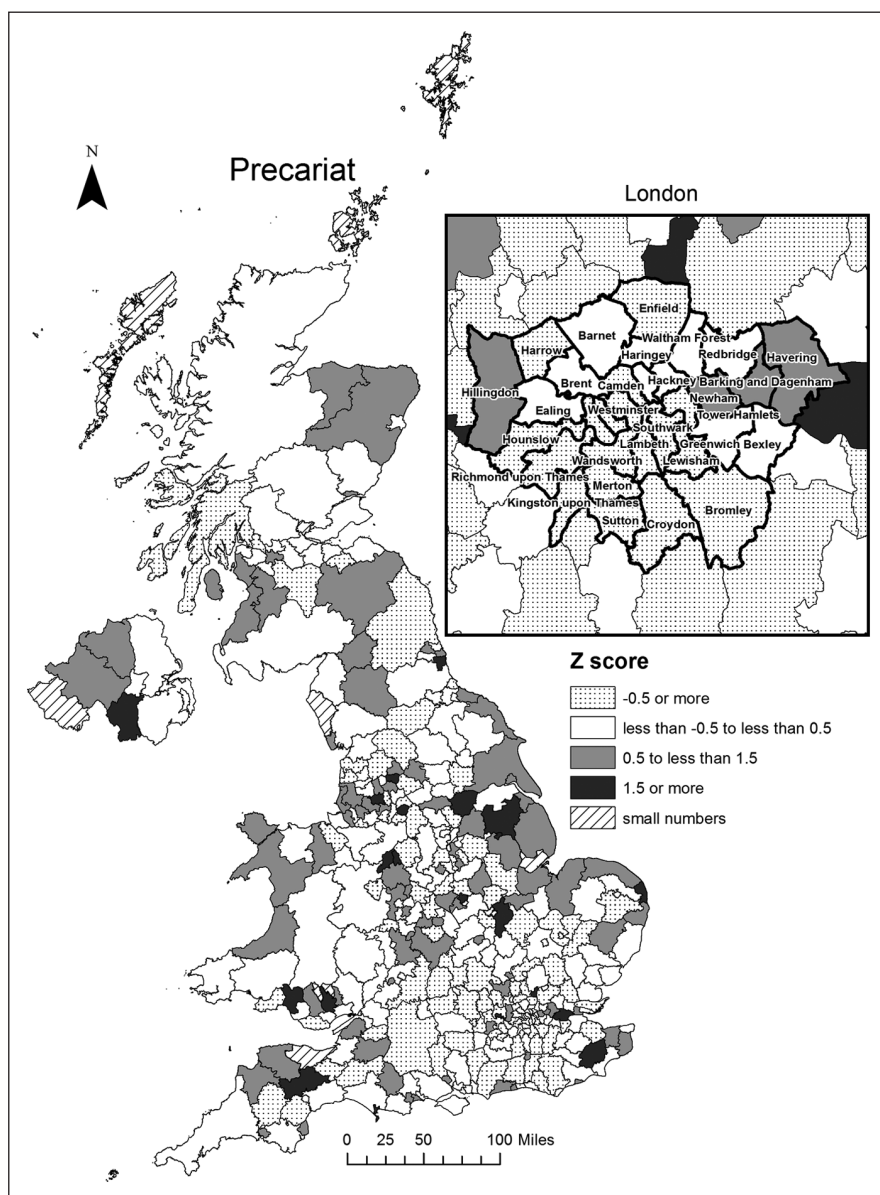 N
Precariat
London
Enfield
Barnet
Waltham Forest
Harrow
Haringey
Redbridge
Havering
Hillingdon
Brent
Camden
Hackney
Barking and Dagenham
Newham
Ealing
Westminster
Tower Hamlets
Southwark
Hounslow
Lambeth
Greenwich
Bexley
Wandsworth
Lewisham
Richmond upon Thames
Merton
Kingston upon Thames
Bromley
Sutton
Croydon
Z score
-0.5 or more
less than -0.5 to less than 0.5
0.5 to less than 1.5
1.5 or more
small numbers
0 25 50 100 Miles